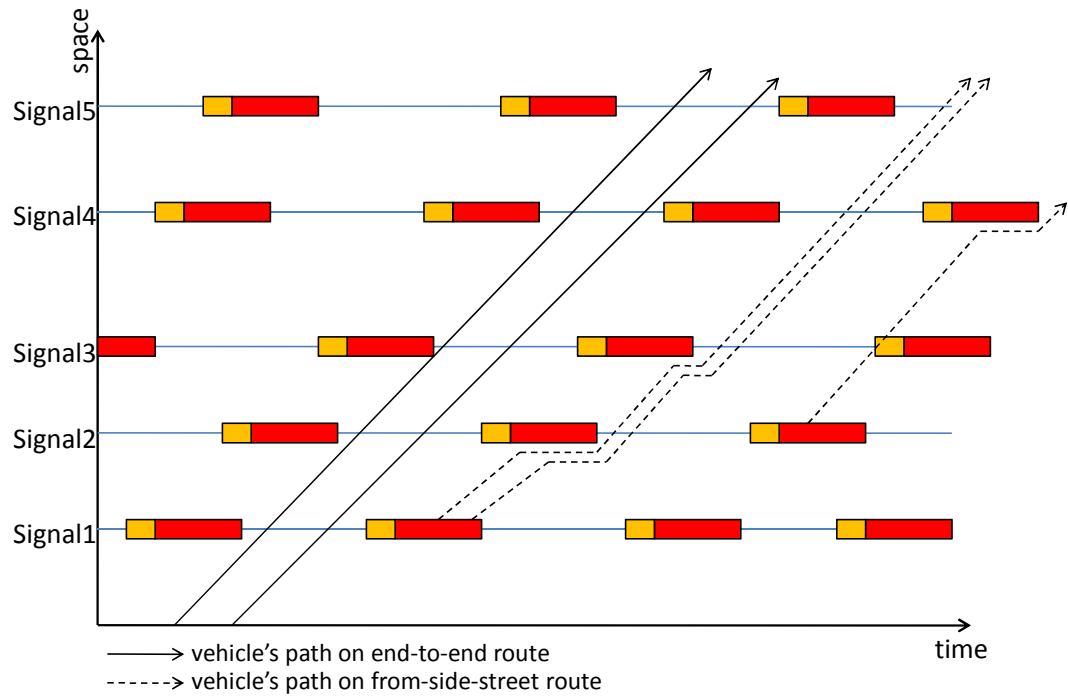 space
Signal5
Signal4
Signal3
Signal2
Signal1
time
vehicle's path on end-to-end route
vehicle's path on from-side-street route